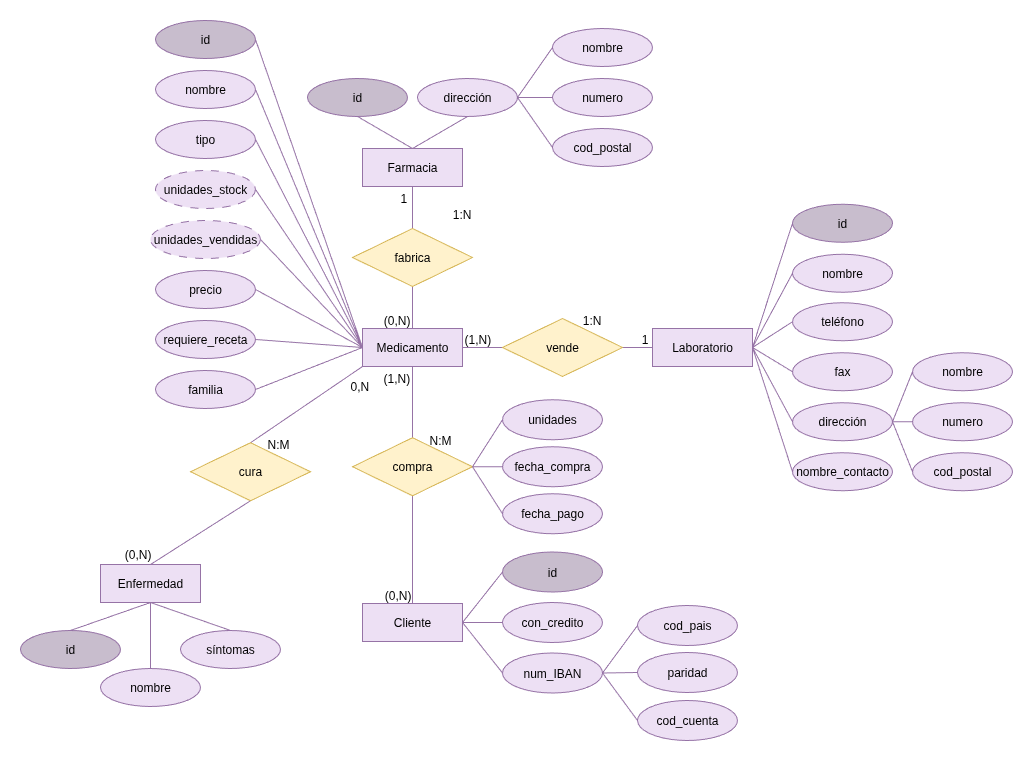 id
nombre
tipo
unidades_stock
unidades_vendidas
precio
requiere_receta
familia
id
dirección
nombre
numero
cod_postal
Farmacia
1
1:N
fabrica
(0,N)
Medicamento
(1,N)
1:N
vende
1
Laboratorio
id
nombre
teléfono
fax
dirección
nombre_contacto
nombre
numero
cod_postal
0,N
(1,N)
N:M
cura
N:M
compra
unidades
fecha_compra
fecha_pago
(0,N)
Enfermedad
id
nombre
síntomas
(0,N)
Cliente
id
con_credito
num_IBAN
cod_pais
paridad
cod_cuenta